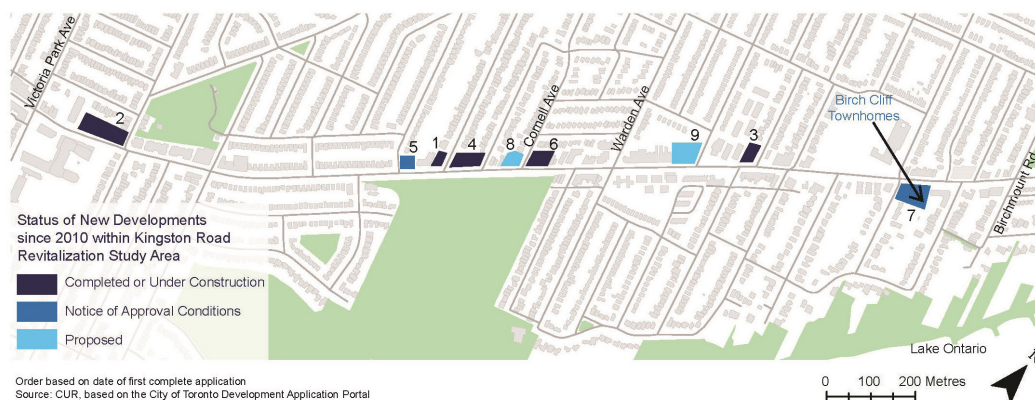 Victoria Park Ave
2
5
1
4
8
Cornell Ave
6
Warden Ave
9
3
Birch Cliff
Townhomes
7
Birchmount Rd
Status of New Developments
since 2010 within Kingston Road
Revitalization Study Area
Completed or Under Construction
Notice of Approval Conditions
Proposed
Lake Ontario
Order based on date of first complete application
Source: CUR, based on the City of Toronto Development Application Portal
0 100 200 Metres